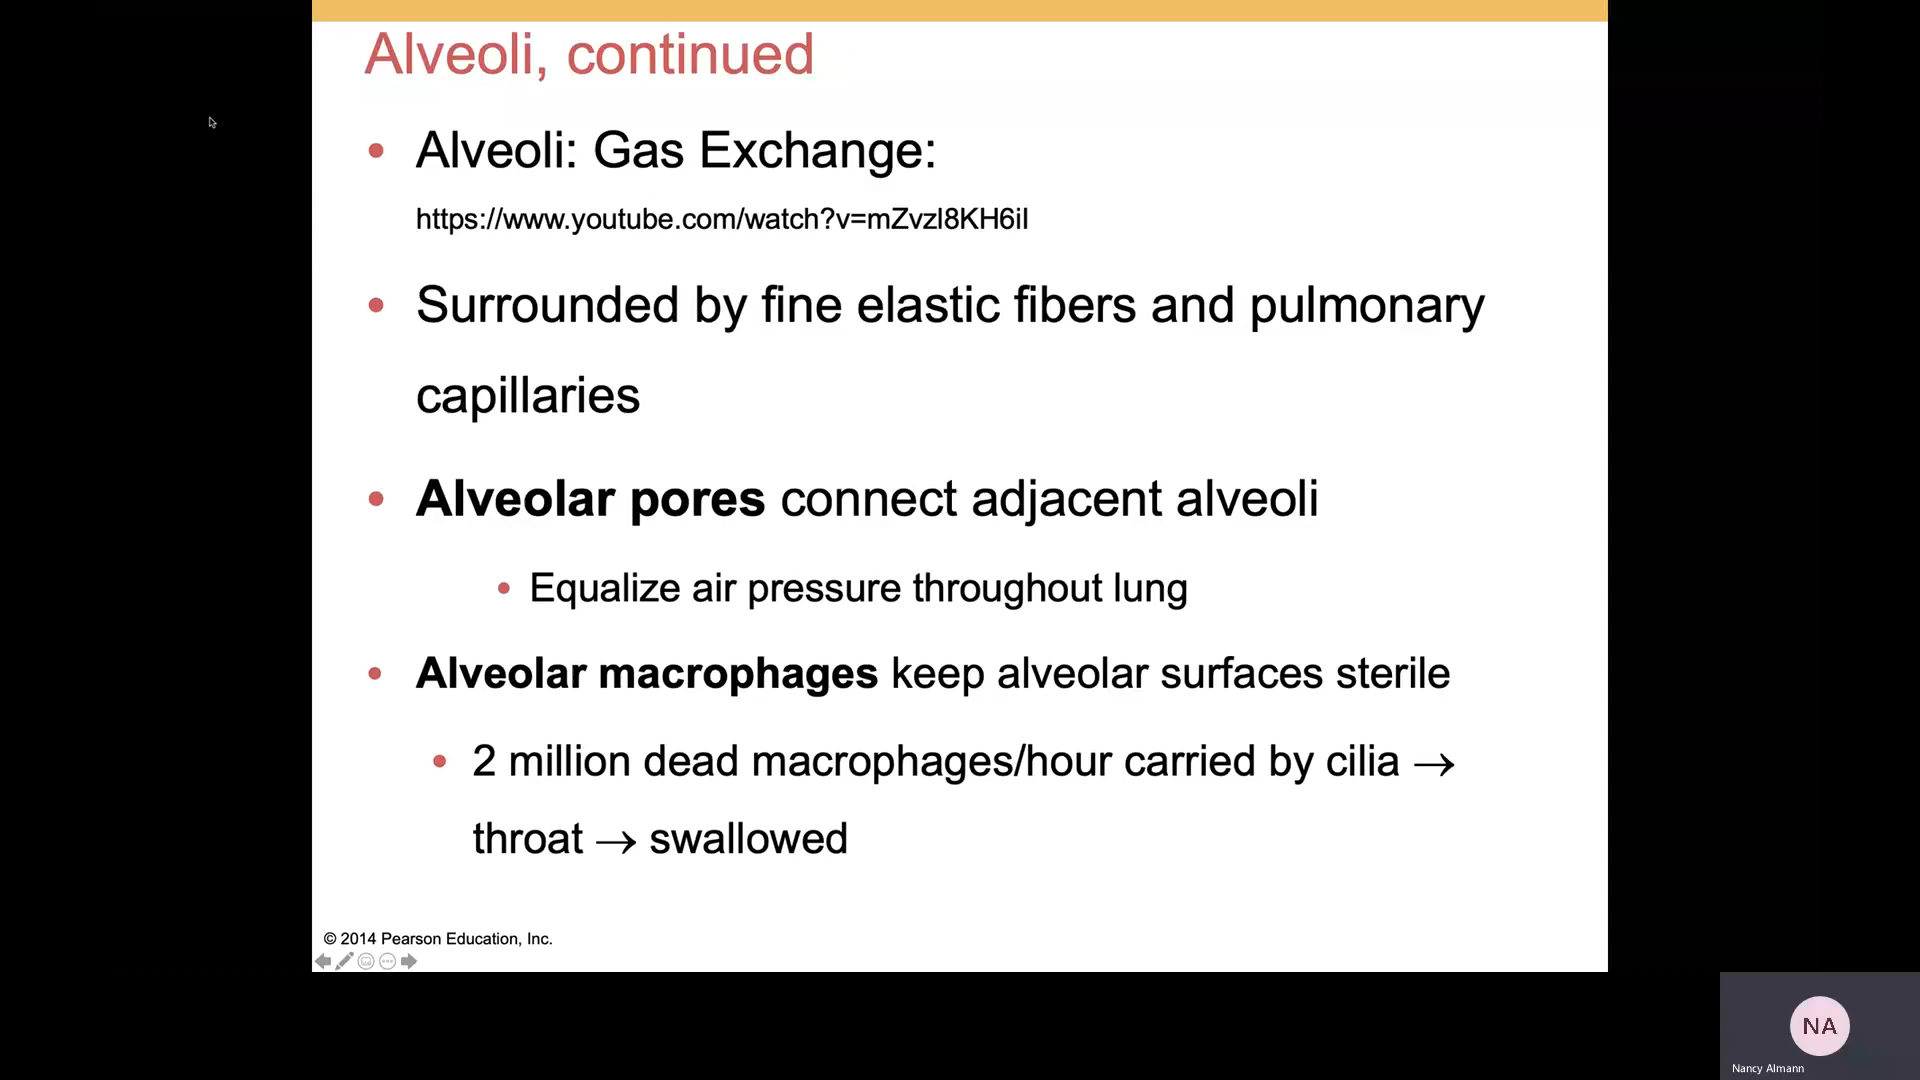 Alveoli, continued
• Alveoli: Gas Exchange:
https://www.youtube.com/watch?v=mZvzI8KH6iI
• Surrounded by fine elastic fibers and pulmonary
capillaries
• Alveolar pores connect adjacent alveoli
• Equalize air pressure throughout lung
• Alveolar macrophages keep alveolar surfaces sterile
• 2 million dead macrophages/hour carried by cilia →
throat → swallowed
© 2014 Pearson Education, Inc.
NA
Nancy Almann